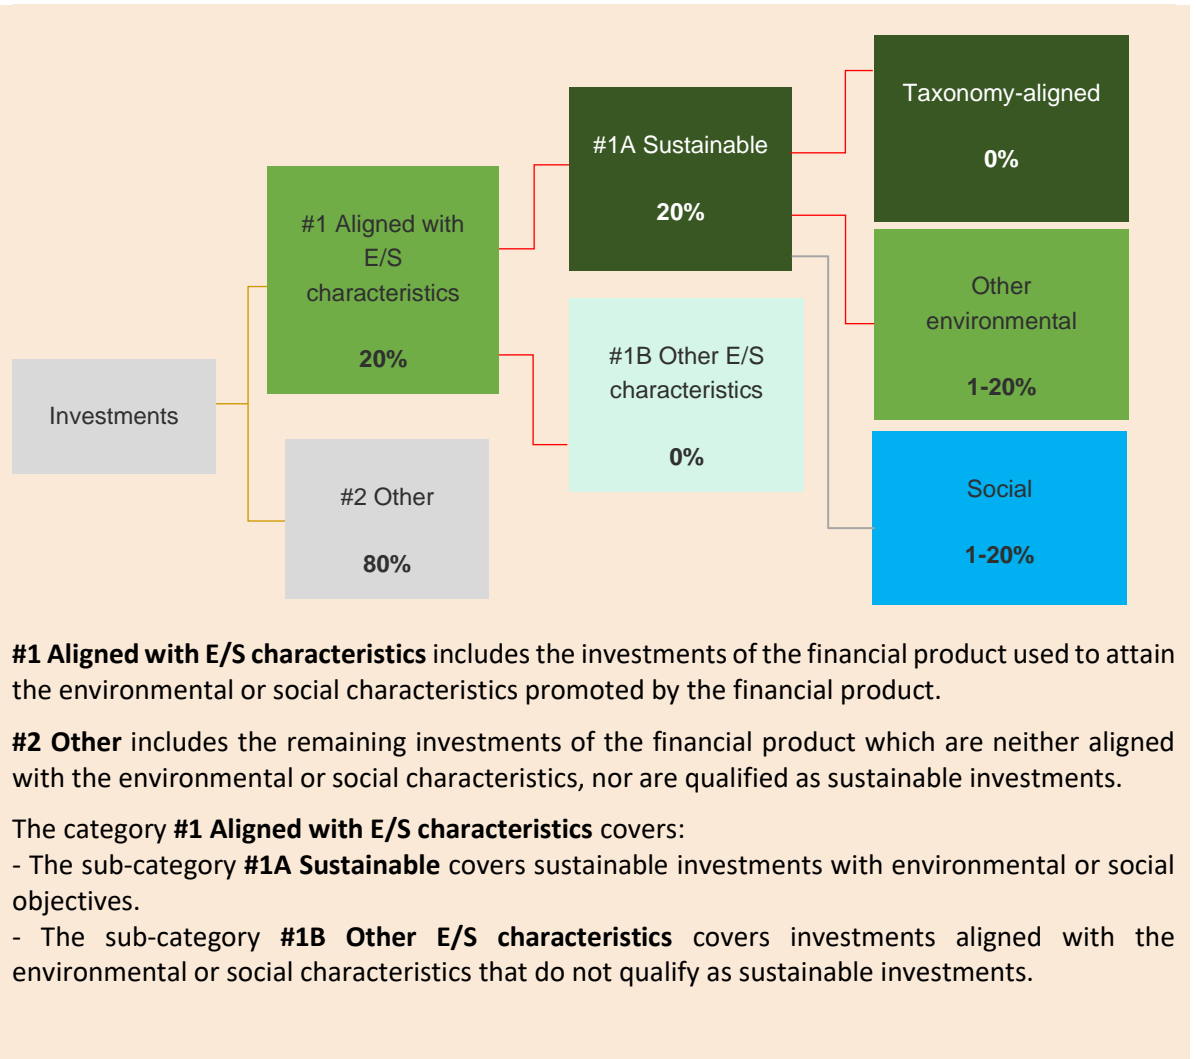 Taxonomy-aligned
0%
#1A Sustainable
20%
#1 Aligned with
E/S
characteristics
20%
Other
environmental
1-20%
#1B Other E/S
characteristics
0%
Investments
#2 Other
80%
Social
1-20%
#1 Aligned with E/S characteristics includes the investments of the financial product used to attain
the environmental or social characteristics promoted by the financial product.
#2 Other includes the remaining investments of the financial product which are neither aligned
with the environmental or social characteristics, nor are qualified as sustainable investments.
The category #1 Aligned with E/S characteristics covers:
- The sub-category #1A Sustainable covers sustainable investments with environmental or social
objectives.
- The sub-category #1B Other E/S characteristics covers investments aligned with the
environmental or social characteristics that do not qualify as sustainable investments.